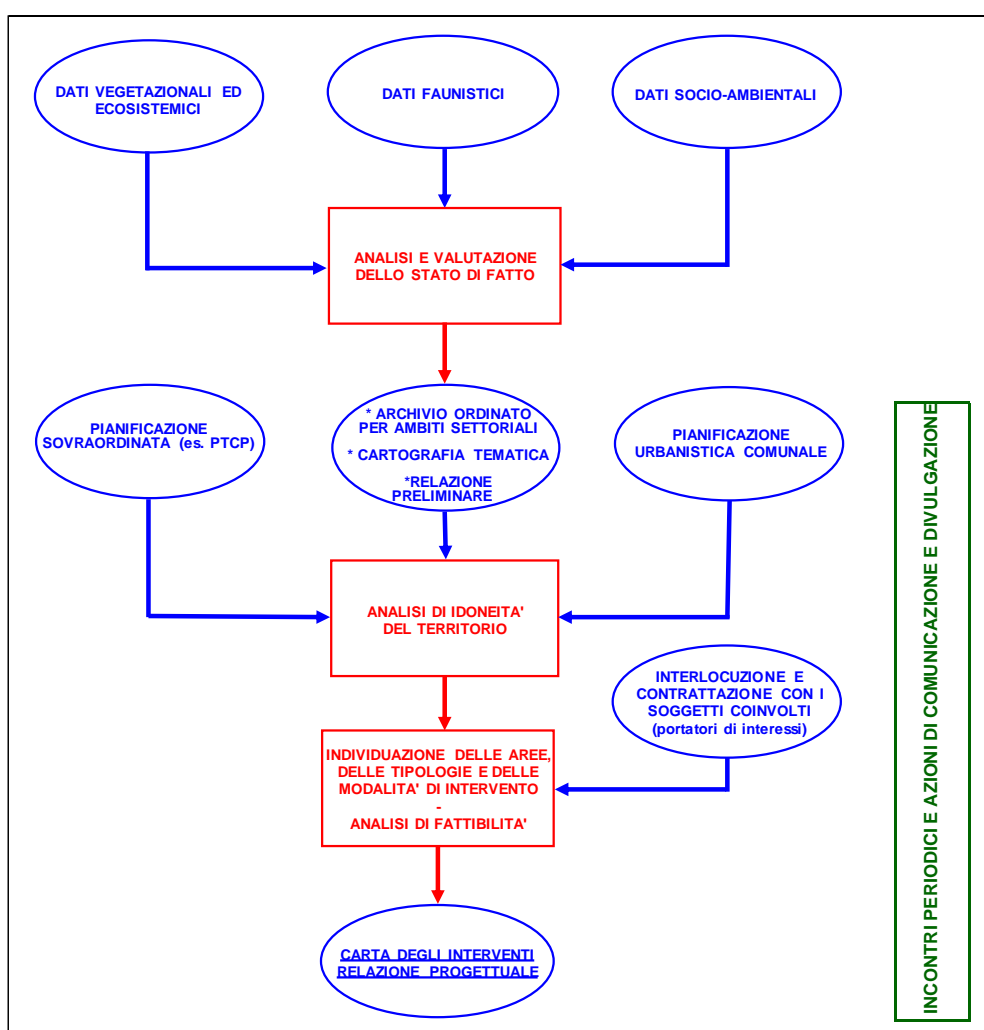 DATI VEGETAZIONALI ED
ECOSISTEMICI
DATI FAUNISTICI
DATI SOCIO-AMBIENTALI
ANALISI E VALUTAZIONE
DELLO STATO DI FATTO
PIANIFICAZIONE
SOVRAORDINATA (es. PTCP)
* ARCHIVIO ORDINATO
PER AMBITI SETTORIALI
* CARTOGRAFIA TEMATICA
*RELAZIONE
PRELIMINARE
PIANIFICAZIONE
URBANISTICA COMUNALE
ANALISI DI IDONEITA'
DEL TERRITORIO
INTERLOCUZIONE E
CONTRATTAZIONE CON I
SOGGETTI COINVOLTI
(portatori di interessi)
INDIVIDUAZIONE DELLE AREE,
DELLE TIPOLOGIE E DELLE
MODALITA' DI INTERVENTO
-
ANALISI DI FATTIBILITA'
CARTA DEGLI INTERVENTI
RELAZIONE PROGETTUALE
INCONTRI PERIODICI E AZIONI DI COMUNICAZIONE E DIVULGAZIONE